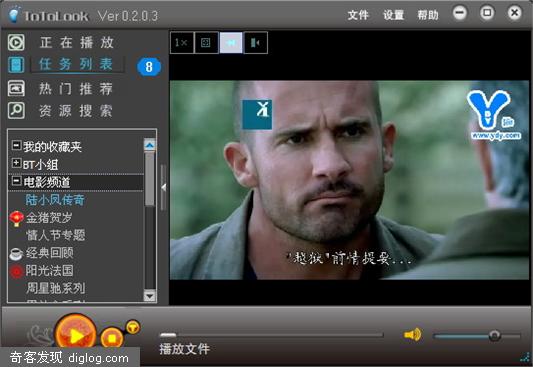 ToToLook Ver 0.2.0.3
文件 设置 帮助
正在播放
任务列表
8
热门推荐
资源搜索
1×
我的收藏夹
BT小组
电影频道
陆小凤传奇
金猪贺岁
情人节专题
经典回顾
阳光法国
周星驰系列
www.ydy.com
"越狱"前情提要...
播放文件
奇客发现 diglog.com